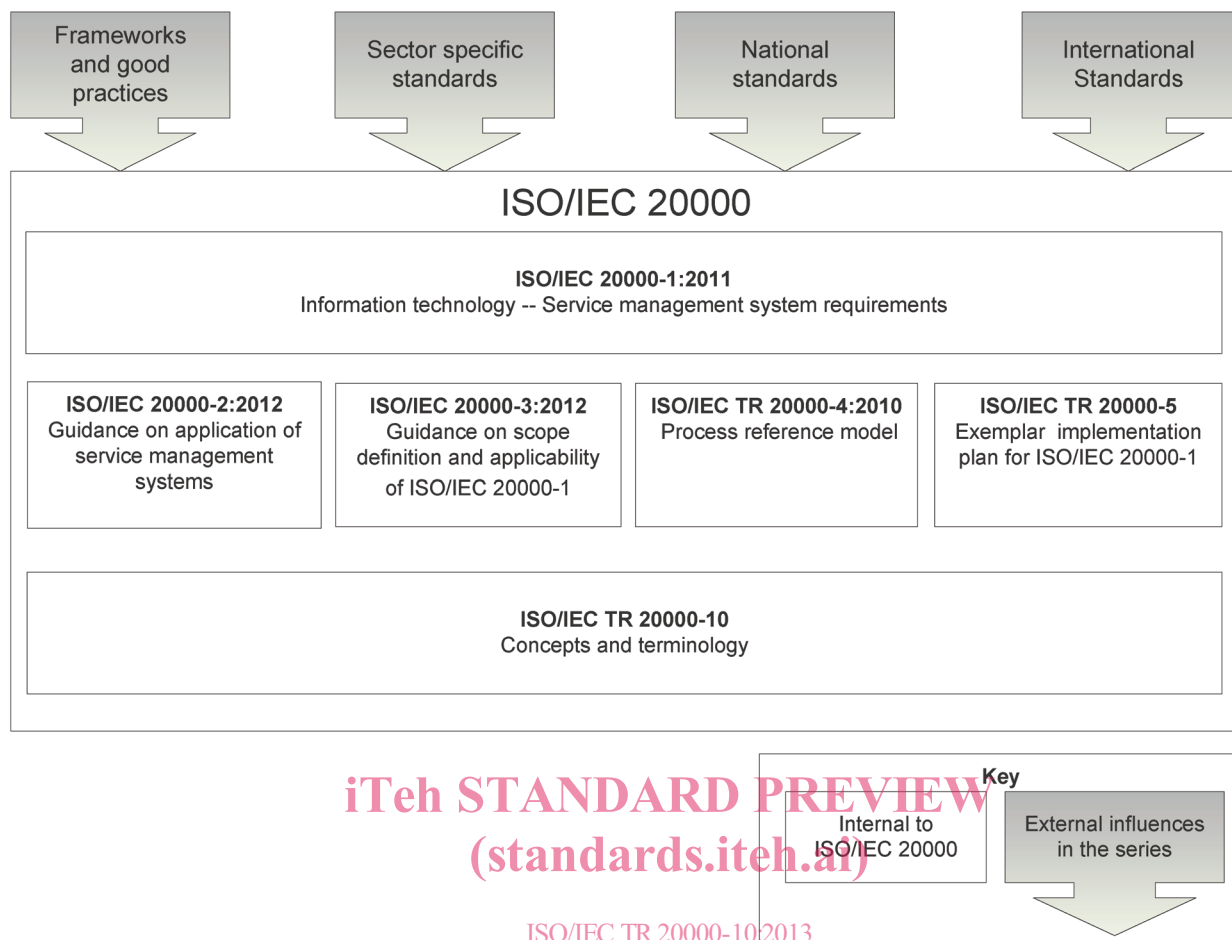 Frameworks
and good
practices
Sector specific
standards
National
standards
International
Standards
ISO/IEC 20000
ISO/IEC 20000-1:2011
Information technology -- Service management system requirements
ISO/IEC 20000-2:2012
Guidance on application of
service management
systems
ISO/IEC 20000-3:2012
Guidance on scope
definition and applicability
of ISO/IEC 20000-1
ISO/IEC TR 20000-4:2010
Process reference model
ISO/IEC TR 20000-5
Exemplar implementation
plan for ISO/IEC 20000-1
ISO/IEC TR 20000-10
Concepts and terminology
Key
iTeh STANDARD PREVIEW
(standards.iteh.ai)
Internal to
ISO/IEC 20000
External influences
in the series
ISO/IEC TR 20000-10:2013